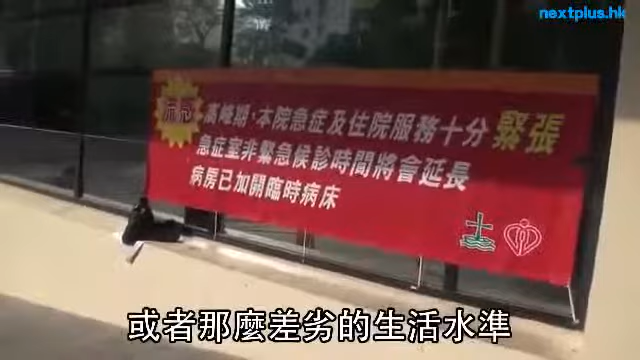 nextplus.hk
流感
高峰期，本院急症及住院服務十分緊張
急症室非緊急候診時間將會延長
病房已加開臨時病床
或者那麼差劣的生活水準